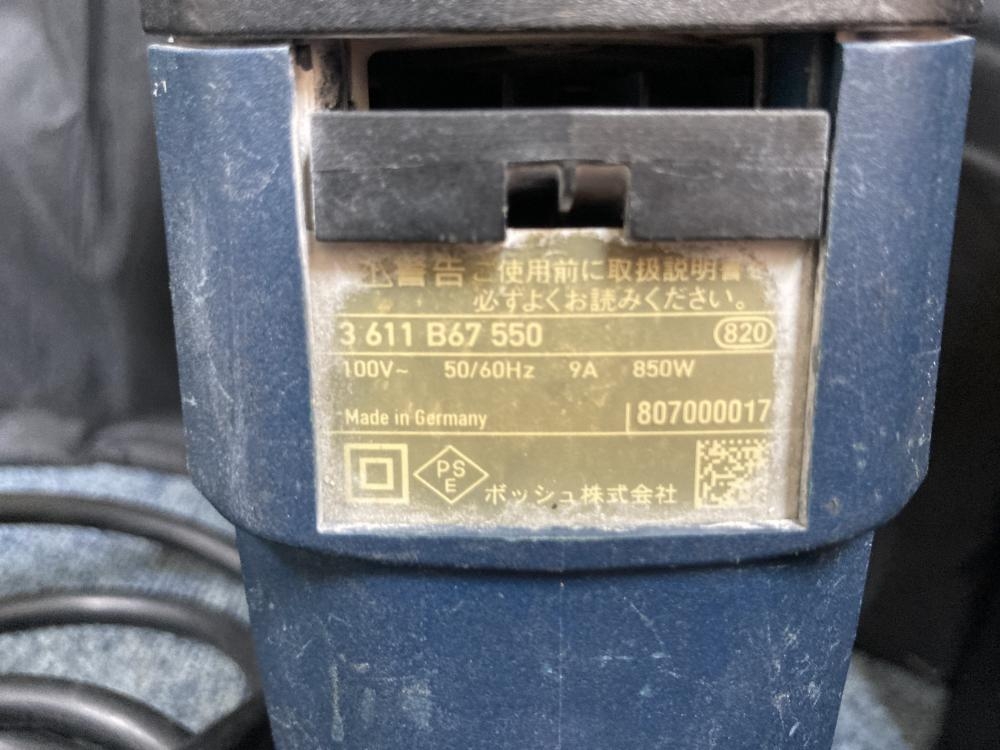 警告 ご使用前に取扱説明書を
必ずよくお読みください。
3 611 B67 550 820
100V~ 50/60Hz 9A 850W
Made in Germany 807000017
PS
E ボッシュ株式会社